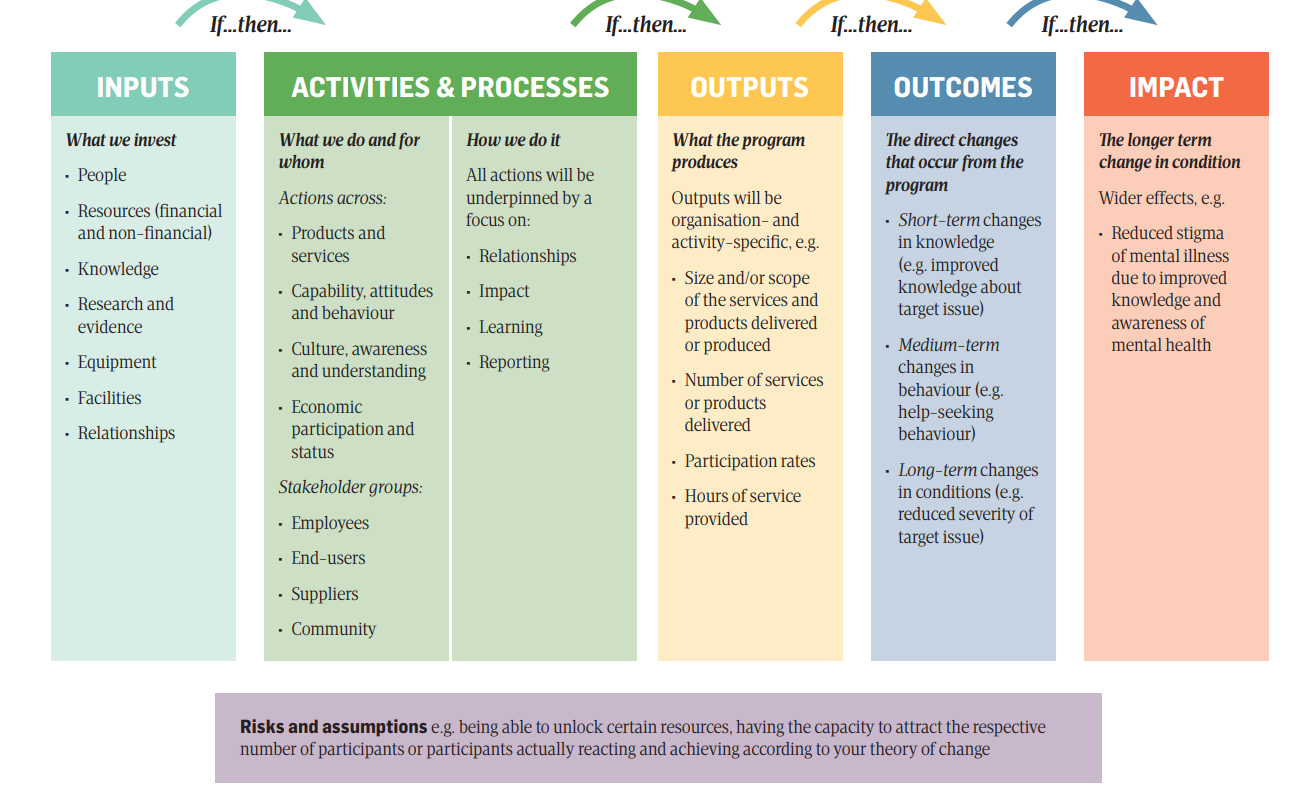 If...then...
If...then...
If...then...
If...then...
INPUTS
What we invest
▪ People
▪ Resources (financial
and non-financial)
▪ Knowledge
▪ Research and
evidence
▪ Equipment
▪ Facilities
▪ Relationships
ACTIVITIES & PROCESSES
What we do and for
whom
Actions across:
▪ Products and
services
▪ Capability, attitudes
and behaviour
▪ Culture, awareness
and understanding
▪ Economic
participation and
status
Stakeholder groups:
▪ Employees
▪ End-users
▪ Suppliers
▪ Community
How we do it
All actions will be
underpinned by a
focus on:
▪ Relationships
▪ Impact
▪ Learning
▪ Reporting
OUTPUTS
What the program
produces
Outputs will be
organisation- and
activity-specific, e.g.
▪ Size and/or scope
of the services and
products delivered
or produced
▪ Number of services
or products
delivered
▪ Participation rates
▪ Hours of service
provided
OUTCOMES
The direct changes
that occur from the
program
▪ Short-term changes
in knowledge
(e.g. improved
knowledge about
target issue)
▪ Medium-term
changes in
behaviour (e.g.
help-seeking
behaviour)
▪ Long-term changes
in conditions (e.g.
reduced severity of
target issue)
IMPACT
The longer term
change in condition
Wider effects, e.g.
▪ Reduced stigma
of mental illness
due to improved
knowledge and
awareness of
mental health
Risks and assumptions e.g. being able to unlock certain resources, having the capacity to attract the respective
number of participants or participants actually reacting and achieving according to your theory of change